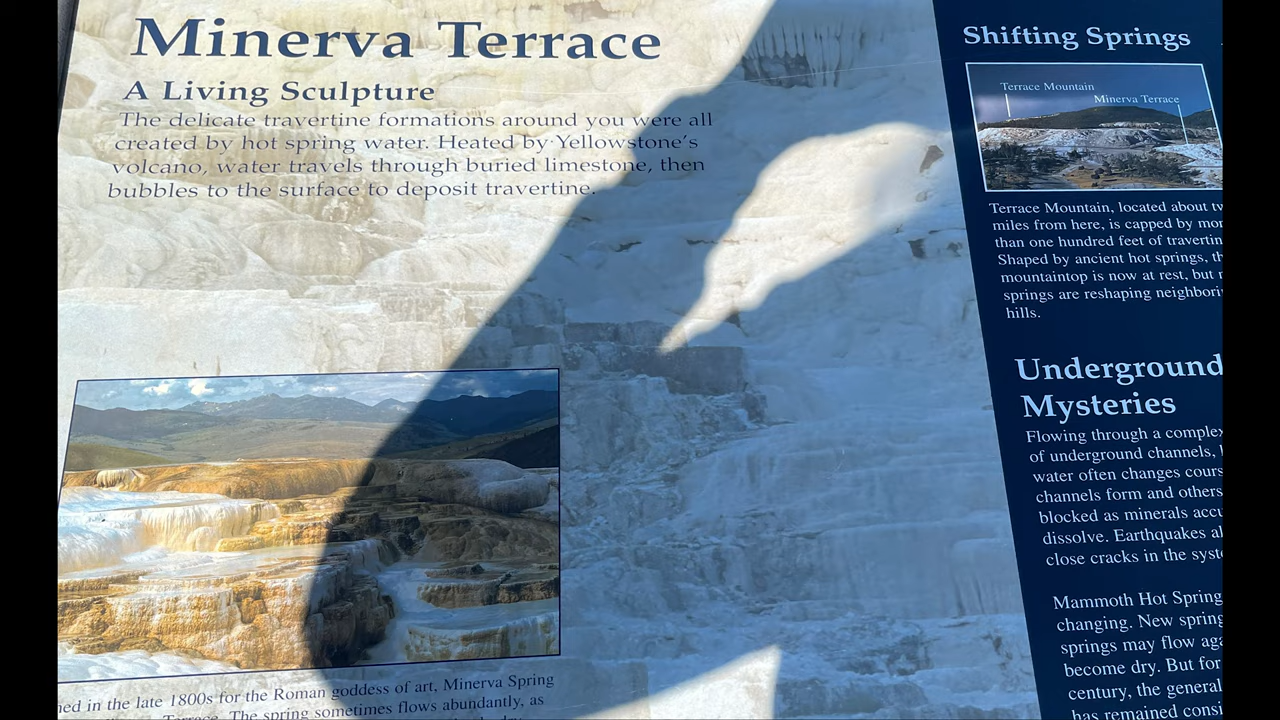 Minerva Terrace
A Living Sculpture
The delicate travertine formations around you were all
created by hot spring water. Heated by Yellowstone's
volcano, water travels through buried limestone, then
bubbles to the surface to deposit travertine.
in the late 1800s for the Roman goddess of art, Minerva Spring
Terrace. The spring sometimes flows abundantly, as
Shifting Springs
Terrace Mountain
Minerva Terrace
Terrace Mountain, located about
miles from here, is capped by
than one hundred feet of
Shaped by ancient hot springs,
mountaintop is now at rest, but
springs are reshaping
hills.
Underground
Mysteries
Flowing through a complex
of underground channels,
water often changes
channels form and others
blocked as minerals
dissolve. Earthquakes
close cracks in the
Mammoth Hot Spring
changing. New spring
springs may flow
become dry. But for
century, the general
has remained